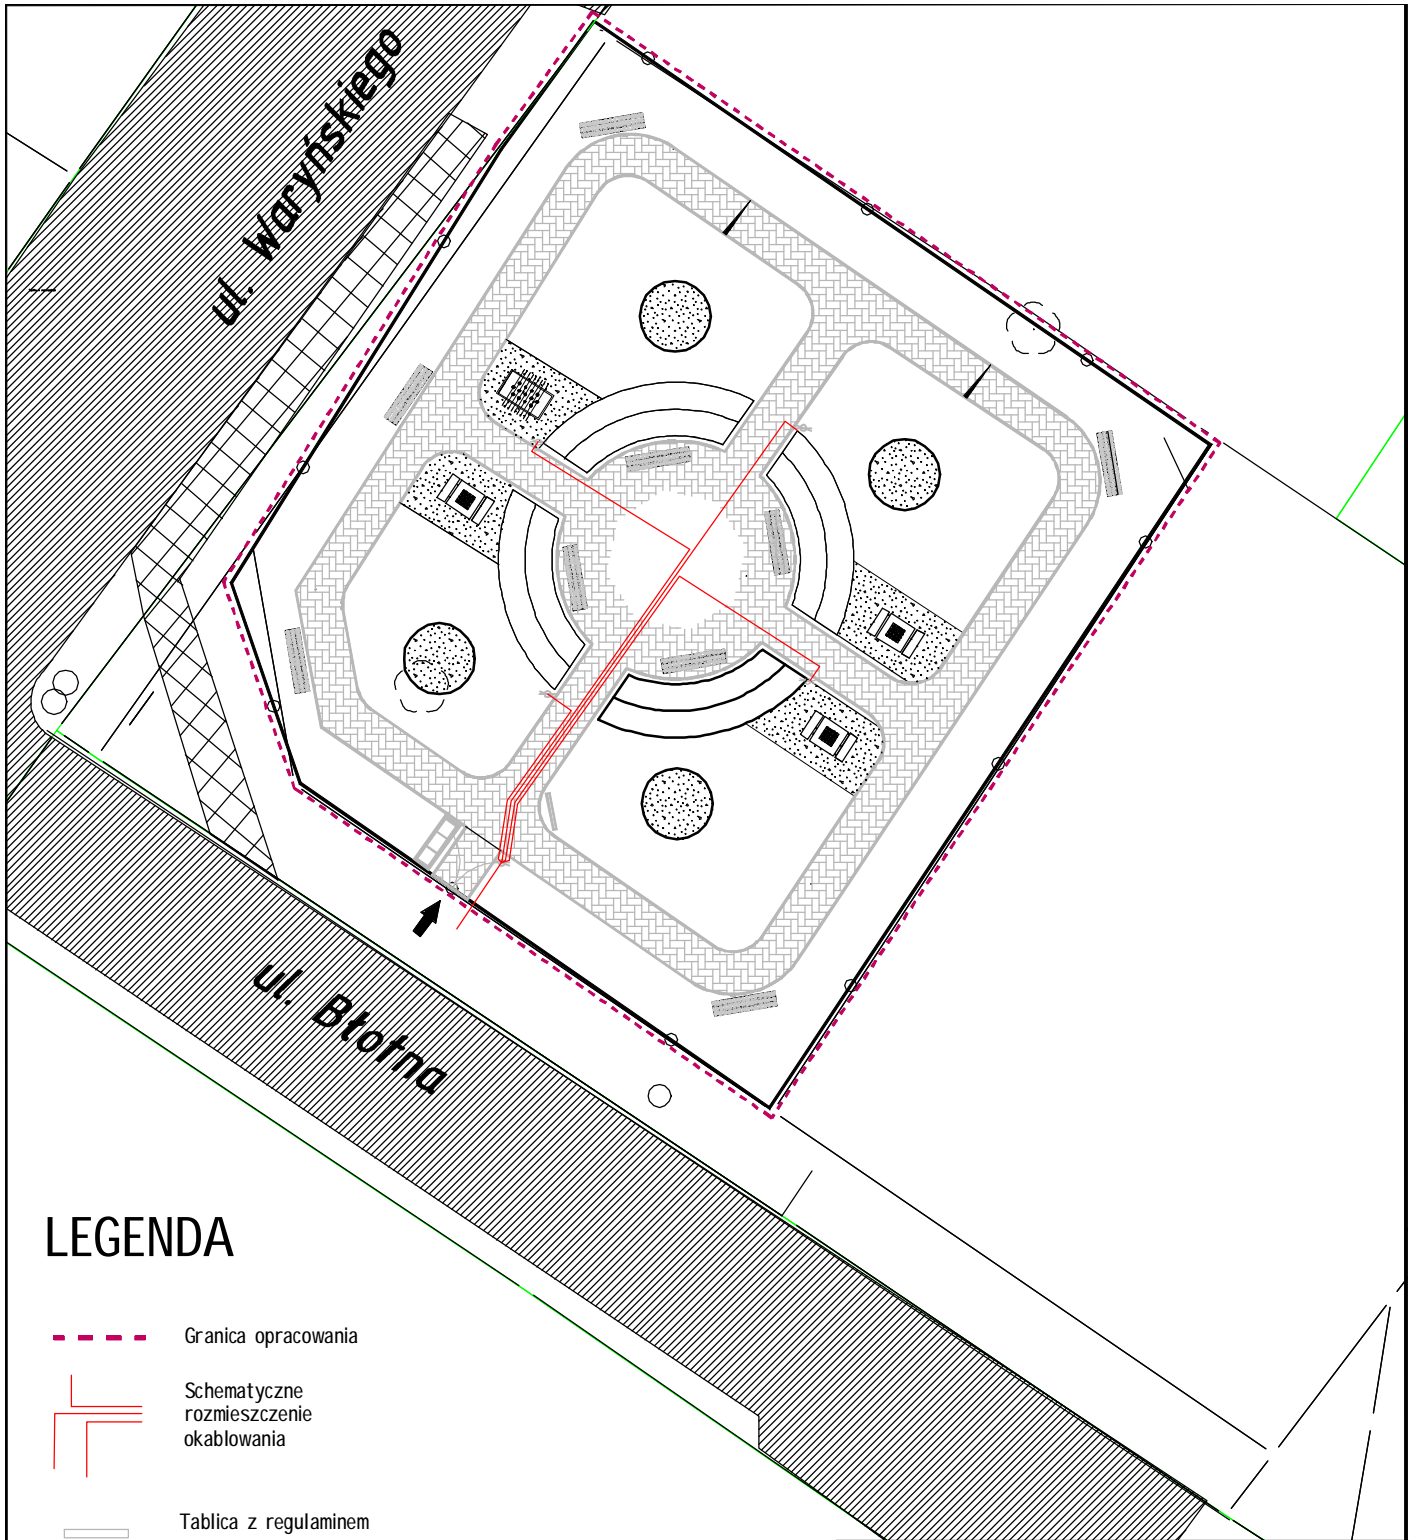 ul. Waryńskiego
ul. Błotna
LEGENDA
Granica opracowania
Schematyczne
rozmieszczenie
okablowania
Tablica z regulaminem